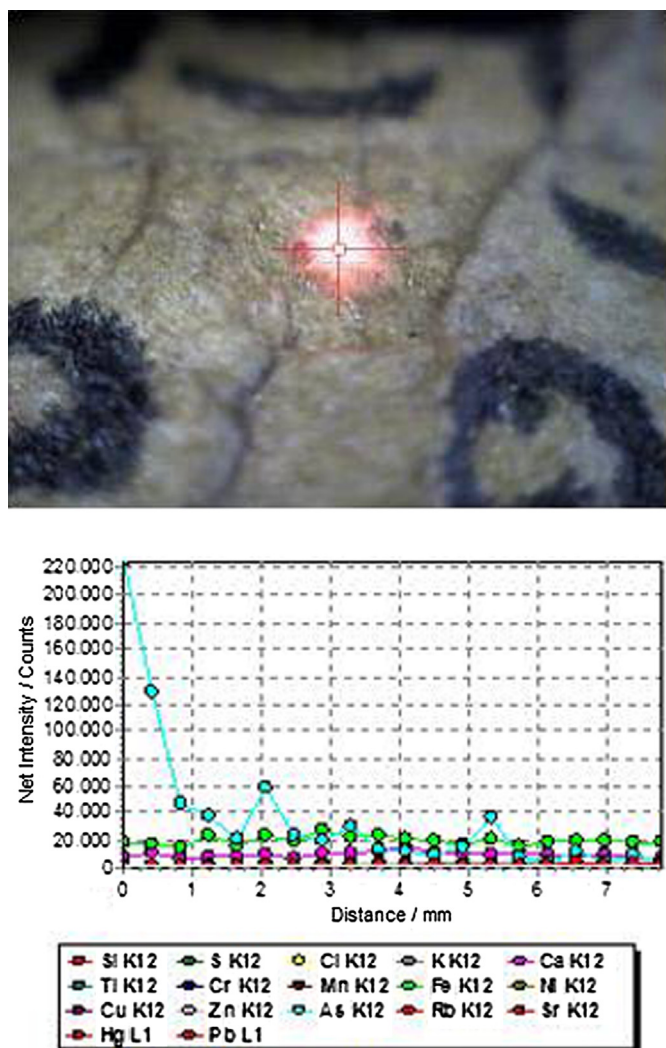 220.000
200.000
180.000
160.000
140.000
120.000
100.000
80.000
60.000
40.000
20.000
0
Net Intensity / Counts
0 1 2 3 4 5 6 7
Distance / mm
Si K12 S K12 Cl K12 K K12 Ca K12
Ti K12 Cr K12 Mn K12 Fe K12 Ni K12
Cu K12 Zn K12 As K12 Rb K12 Sr K12
Hg L1 Pb L1